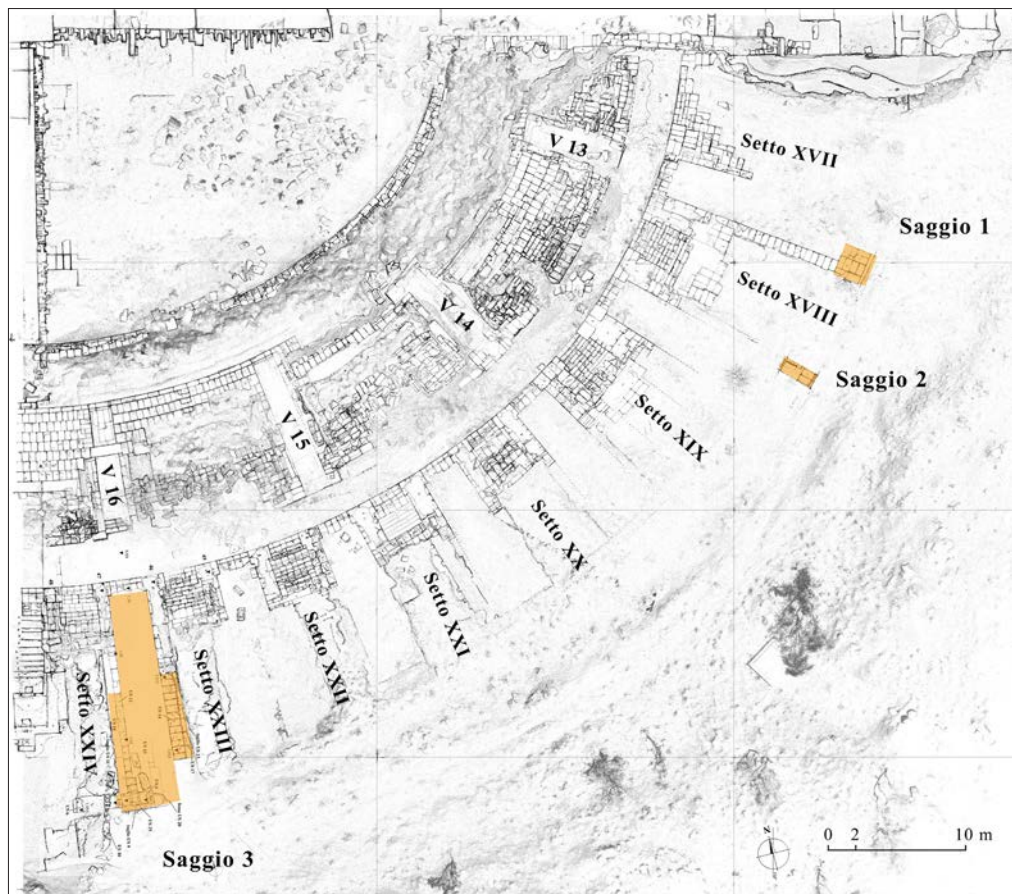 V 13
Setto XVII
Saggio 1
Setto XVIII
V 14
Saggio 2
Setto XIX
V 15
V 16
Setto XX
Setto XXI
Setto XXII
Setto XXIII
Setto XXIV
Saggio 3
N
0 2 10 m